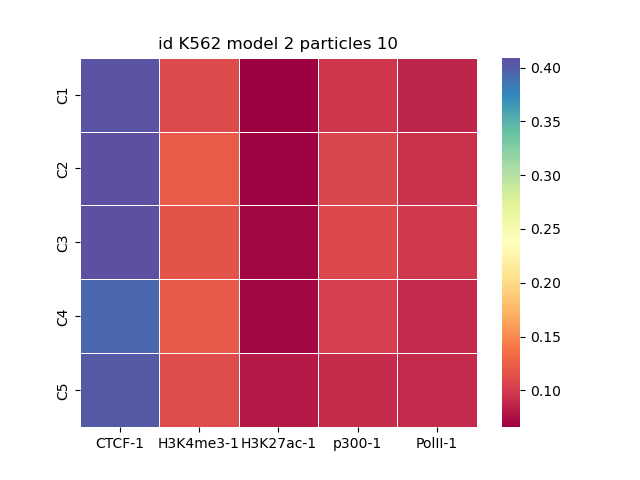 id K562 model 2 particles 10
C1
C2
C3
C4
C5
CTCF-1 H3K4me3-1 H3K27ac-1 p300-1 PolII-1
0.40
0.35
0.30
0.25
0.20
0.15
0.10